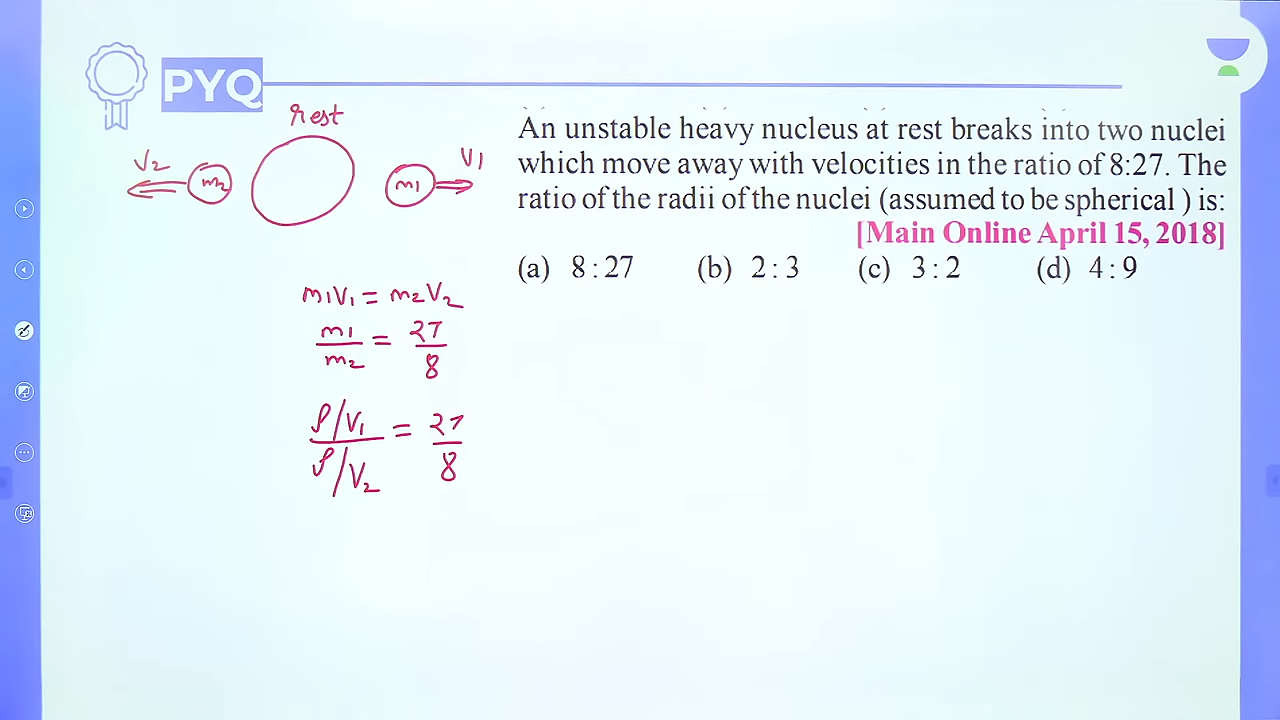 PYQ
rest
V2
m2
m1
V1
An unstable heavy nucleus at rest breaks into two nuclei
which move away with velocities in the ratio of 8:27. The
ratio of the radii of the nuclei (assumed to be spherical ) is:
[Main Online April 15, 2018]
(a) 8 : 27 (b) 2 : 3 (c) 3 : 2 (d) 4 : 9
m1V1 = m2V2
m1/m2 = 27/8
ρ/V1 / ρ/V2 = 27/8